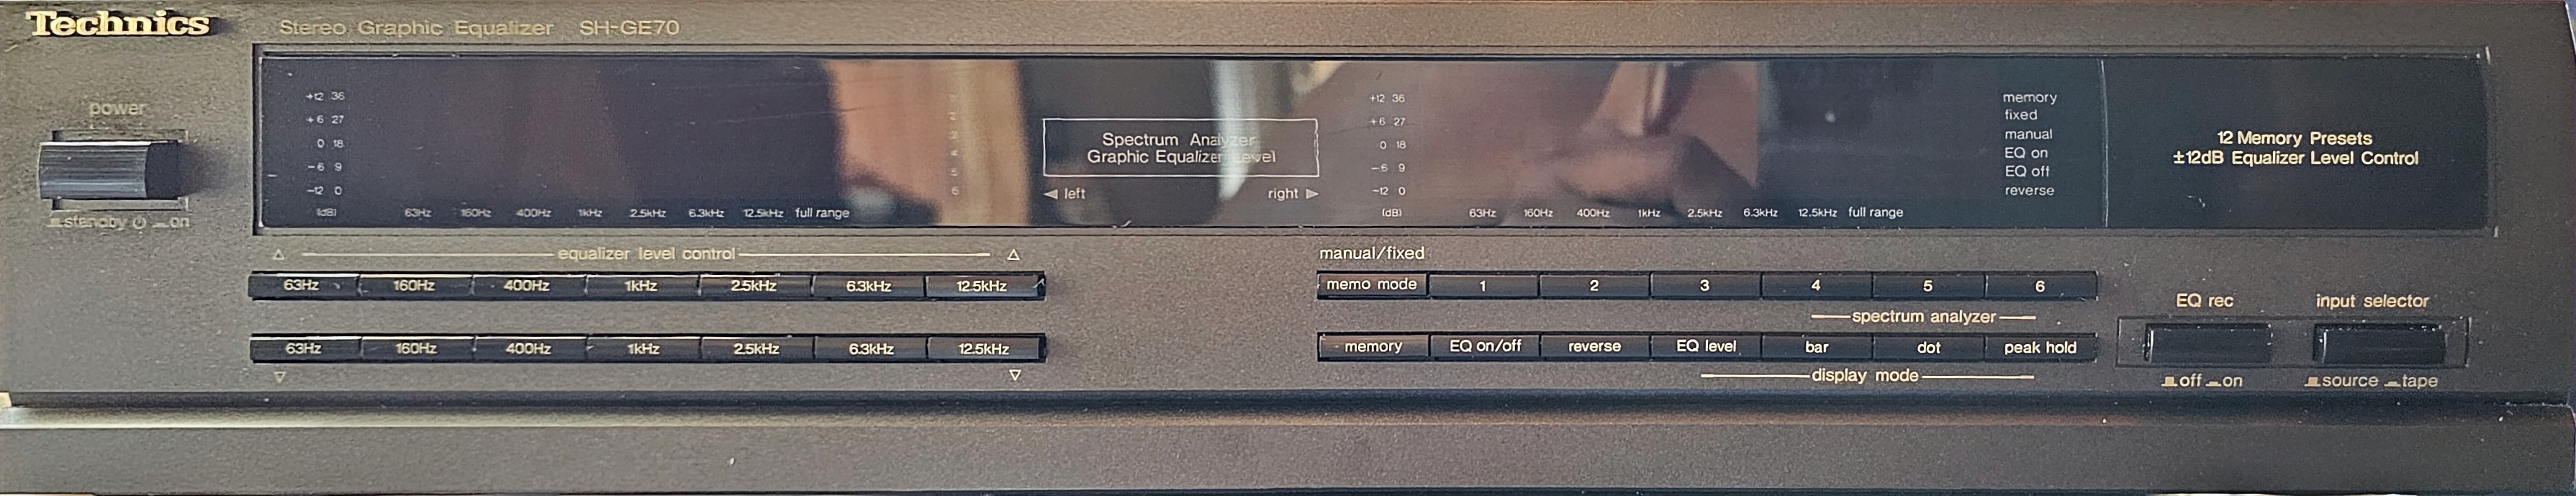 Technics
Stereo Graphic Equalizer SH-GE70
power
standby on
+12 36
+6 27
0 18
-6 9
-12 0
(dB) 63Hz 160Hz 400Hz 1kHz 2.5kHz 6.3kHz 12.5kHz full range
Spectrum Analyzer
Graphic Equalizer Level
◄ left right ►
+12 36
+6 27
0 18
-6 9
-12 0
(dB) 63Hz 160Hz 400Hz 1kHz 2.5kHz 6.3kHz 12.5kHz full range
memory
fixed
manual
EQ on
EQ off
reverse
12 Memory Presets
±12dB Equalizer Level Control
△ equalizer level control △
63Hz 160Hz 400Hz 1kHz 2.5kHz 6.3kHz 12.5kHz
63Hz 160Hz 400Hz 1kHz 2.5kHz 6.3kHz 12.5kHz
▽ ▽
manual/fixed
memo mode 1 2 3 4 5 6
spectrum analyzer
memory EQ on/off reverse EQ level bar dot peak hold
display mode
EQ rec
off on
input selector
source tape